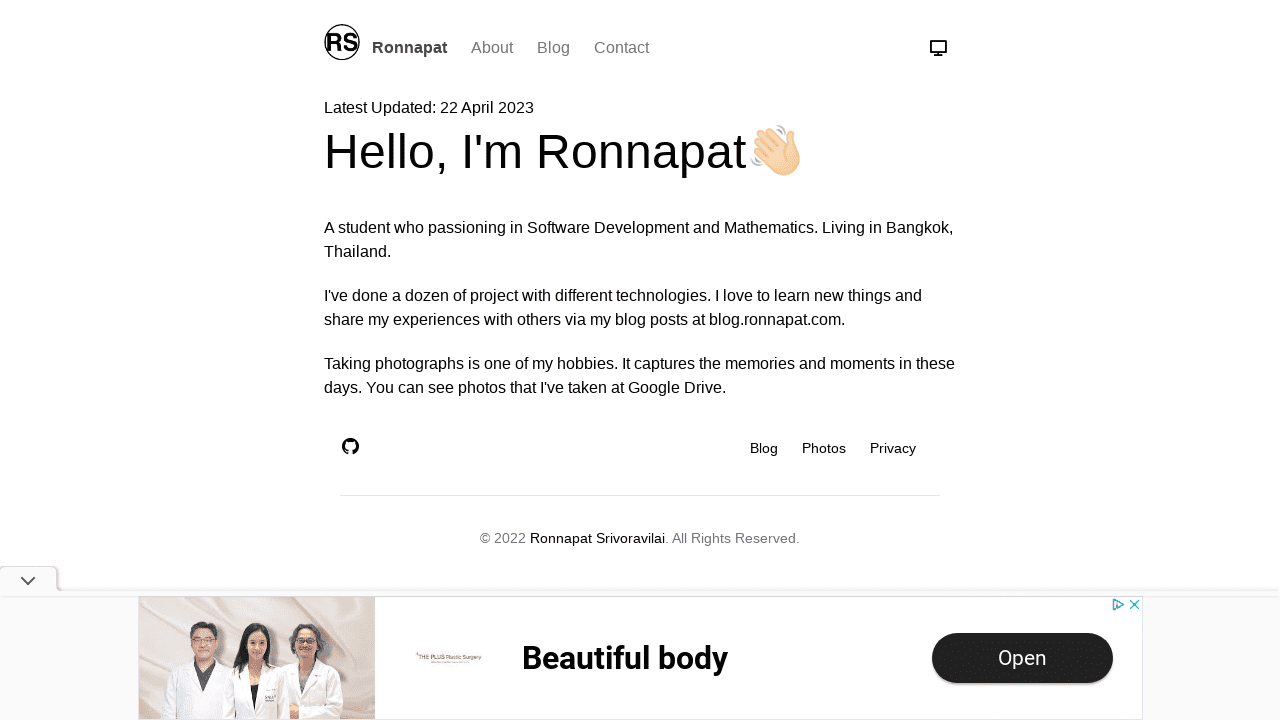 RS
Ronnapat About Blog Contact
Latest Updated: 22 April 2023
Hello, I'm Ronnapat👋🏻
A student who passioning in Software Development and Mathematics. Living in Bangkok,
Thailand.
I've done a dozen of project with different technologies. I love to learn new things and
share my experiences with others via my blog posts at blog.ronnapat.com.
Taking photographs is one of my hobbies. It captures the memories and moments in these
days. You can see photos that I've taken at Google Drive.
Blog Photos Privacy
© 2022 Ronnapat Srivoravilai. All Rights Reserved.
THE PLUS Plastic Surgery
Beautiful body
Open